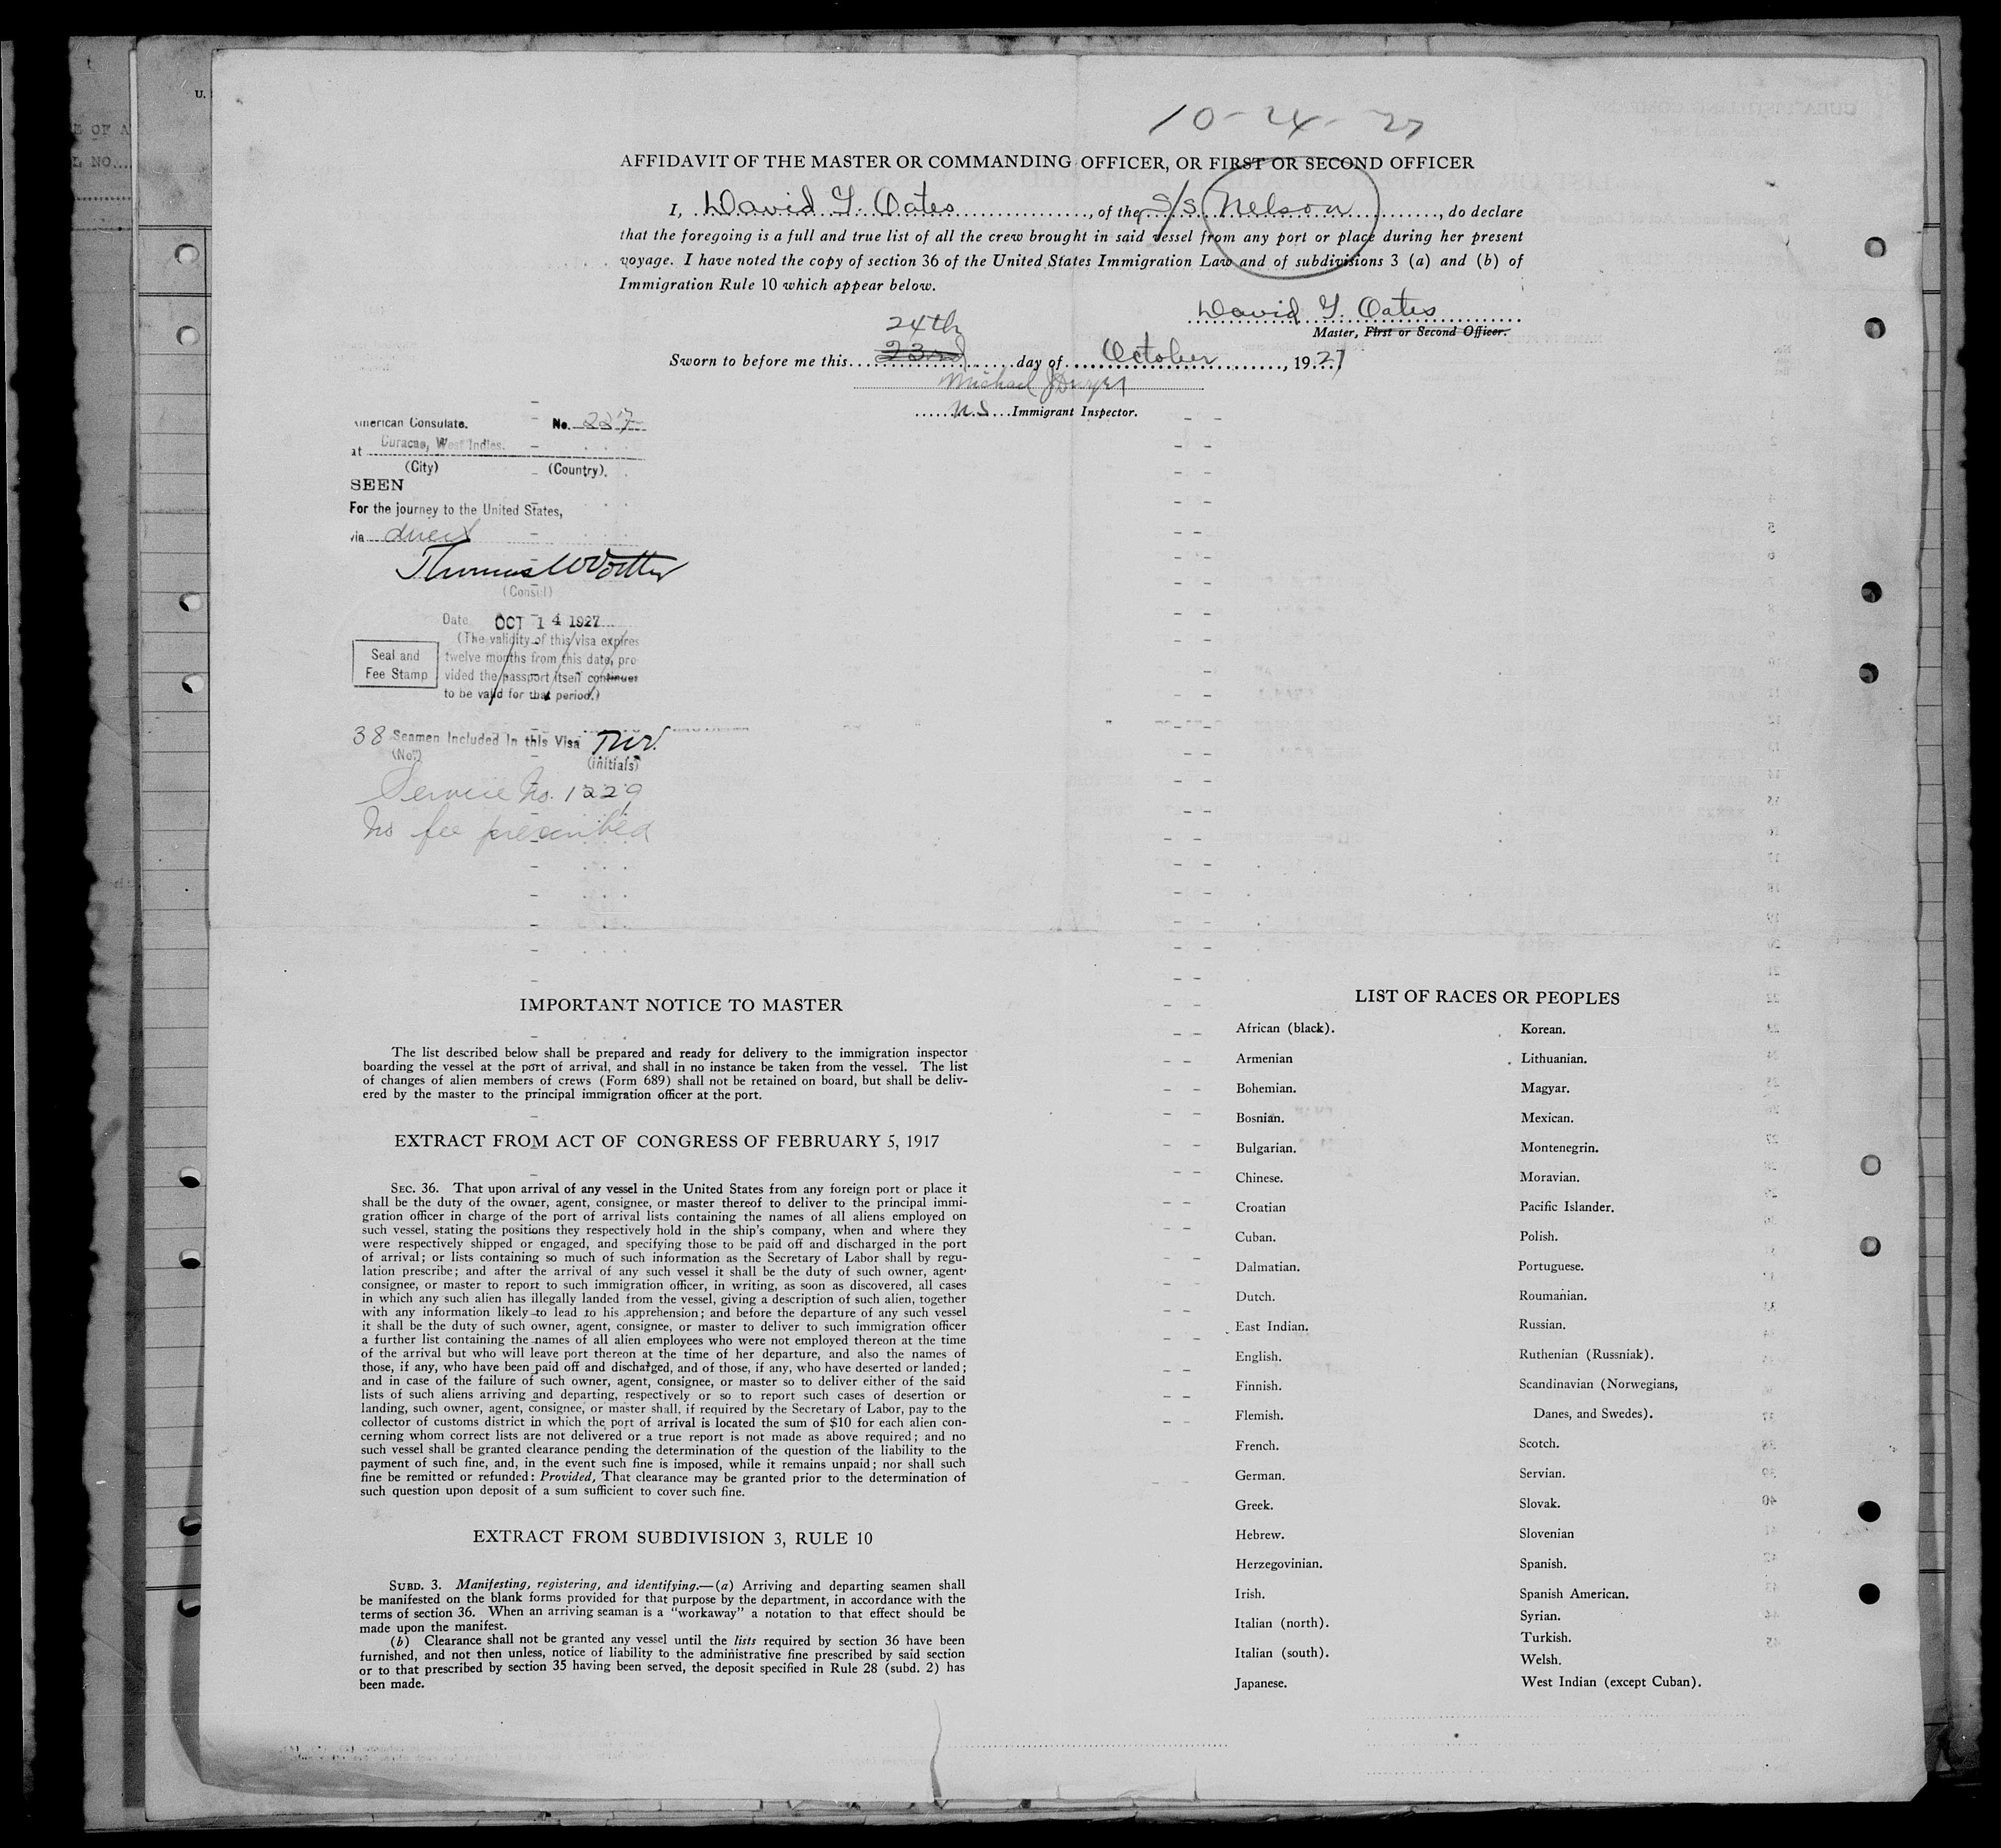 10-24-27
AFFIDAVIT OF THE MASTER OR COMMANDING OFFICER, OR FIRST OR SECOND OFFICER
I, David G. Oates, of the S/S Nelson, do declare
that the foregoing is a full and true list of all the crew brought in said vessel from any port or place during her present
voyage. I have noted the copy of section 36 of the United States Immigration Law and of subdivisions 3 (a) and (b) of
Immigration Rule 10 which appear below.
David G. Oates
Master, First or Second Officer.
24th
Sworn to before me this 23rd day of October, 1927
Michael J Dwyer
Immigrant Inspector.
American Consulate. No. 227
at Curacao, West Indies.
(City) (Country).
SEEN
For the journey to the United States,
via direct
Thomas W Voetter
(Consul)
Date OCT 14 1927
(The validity of this visa expires
twelve months from this date, pro-
vided the passport itself continues
to be valid for that period.)
Seal and
Fee Stamp
38 Seamen Included in this Visa TWV.
(No.) (initials)
Service No. 1229
No fee prescribed
IMPORTANT NOTICE TO MASTER
The list described below shall be prepared and ready for delivery to the immigration inspector
boarding the vessel at the port of arrival, and shall in no instance be taken from the vessel. The list
of changes of alien members of crews (Form 689) shall not be retained on board, but shall be deliv-
ered by the master to the principal immigration officer at the port.
EXTRACT FROM ACT OF CONGRESS OF FEBRUARY 5, 1917
SEC. 36. That upon arrival of any vessel in the United States from any foreign port or place it
shall be the duty of the owner, agent, consignee, or master thereof to deliver to the principal immi-
gration officer in charge of the port of arrival lists containing the names of all aliens employed on
such vessel, stating the positions they respectively hold in the ship's company, when and where they
were respectively shipped or engaged, and specifying those to be paid off and discharged in the port
of arrival; or lists containing so much of such information as the Secretary of Labor shall by regu-
lation prescribe; and after the arrival of any such vessel it shall be the duty of such owner, agent,
consignee, or master to report to such immigration officer, in writing, as soon as discovered, all cases
in which any such alien has illegally landed from the vessel, giving a description of such alien, together
with any information likely to lead to his apprehension; and before the departure of any such vessel
it shall be the duty of such owner, agent, consignee, or master to deliver to such immigration officer
a further list containing the names of all alien employees who were not employed thereon at the time
of the arrival but who will leave port thereon at the time of her departure, and also the names of
those, if any, who have been paid off and discharged, and of those, if any, who have deserted or landed;
and in case of the failure of such owner, agent, consignee, or master so to deliver either of the said
lists of such aliens arriving and departing, respectively or so to report such cases of desertion or
landing, such owner, agent, consignee, or master shall, if required by the Secretary of Labor, pay to the
collector of customs district in which the port of arrival is located the sum of $10 for each alien con-
cerning whom correct lists are not delivered or a true report is not made as above required; and no
such vessel shall be granted clearance pending the determination of the question of the liability to the
payment of such fine, and, in the event such fine is imposed, while it remains unpaid; nor shall such
fine be remitted or refunded: Provided, That clearance may be granted prior to the determination of
such question upon deposit of a sum sufficient to cover such fine.
EXTRACT FROM SUBDIVISION 3, RULE 10
SUBD. 3. Manifesting, registering, and identifying.—(a) Arriving and departing seamen shall
be manifested on the blank forms provided for that purpose by the department, in accordance with the
terms of section 36. When an arriving seaman is a "workaway" a notation to that effect should be
made upon the manifest.
(b) Clearance shall not be granted any vessel until the lists required by section 36 have been
furnished, and not then unless, notice of liability to the administrative fine prescribed by said section
or to that prescribed by section 35 having been served, the deposit specified in Rule 28 (subd. 2) has
been made.
LIST OF RACES OR PEOPLES
African (black).
Armenian
Bohemian.
Bosnian.
Bulgarian.
Chinese.
Croatian
Cuban.
Dalmatian.
Dutch.
East Indian.
English.
Finnish.
Flemish.
French.
German.
Greek.
Hebrew.
Herzegovinian.
Irish.
Italian (north).
Italian (south).
Japanese.
Korean.
Lithuanian.
Magyar.
Mexican.
Montenegrin.
Moravian.
Pacific Islander.
Polish.
Portuguese.
Roumanian.
Russian.
Ruthenian (Russniak).
Scandinavian (Norwegians,
Danes, and Swedes).
Scotch.
Servian.
Slovak.
Slovenian
Spanish.
Spanish American.
Syrian.
Turkish.
Welsh.
West Indian (except Cuban).